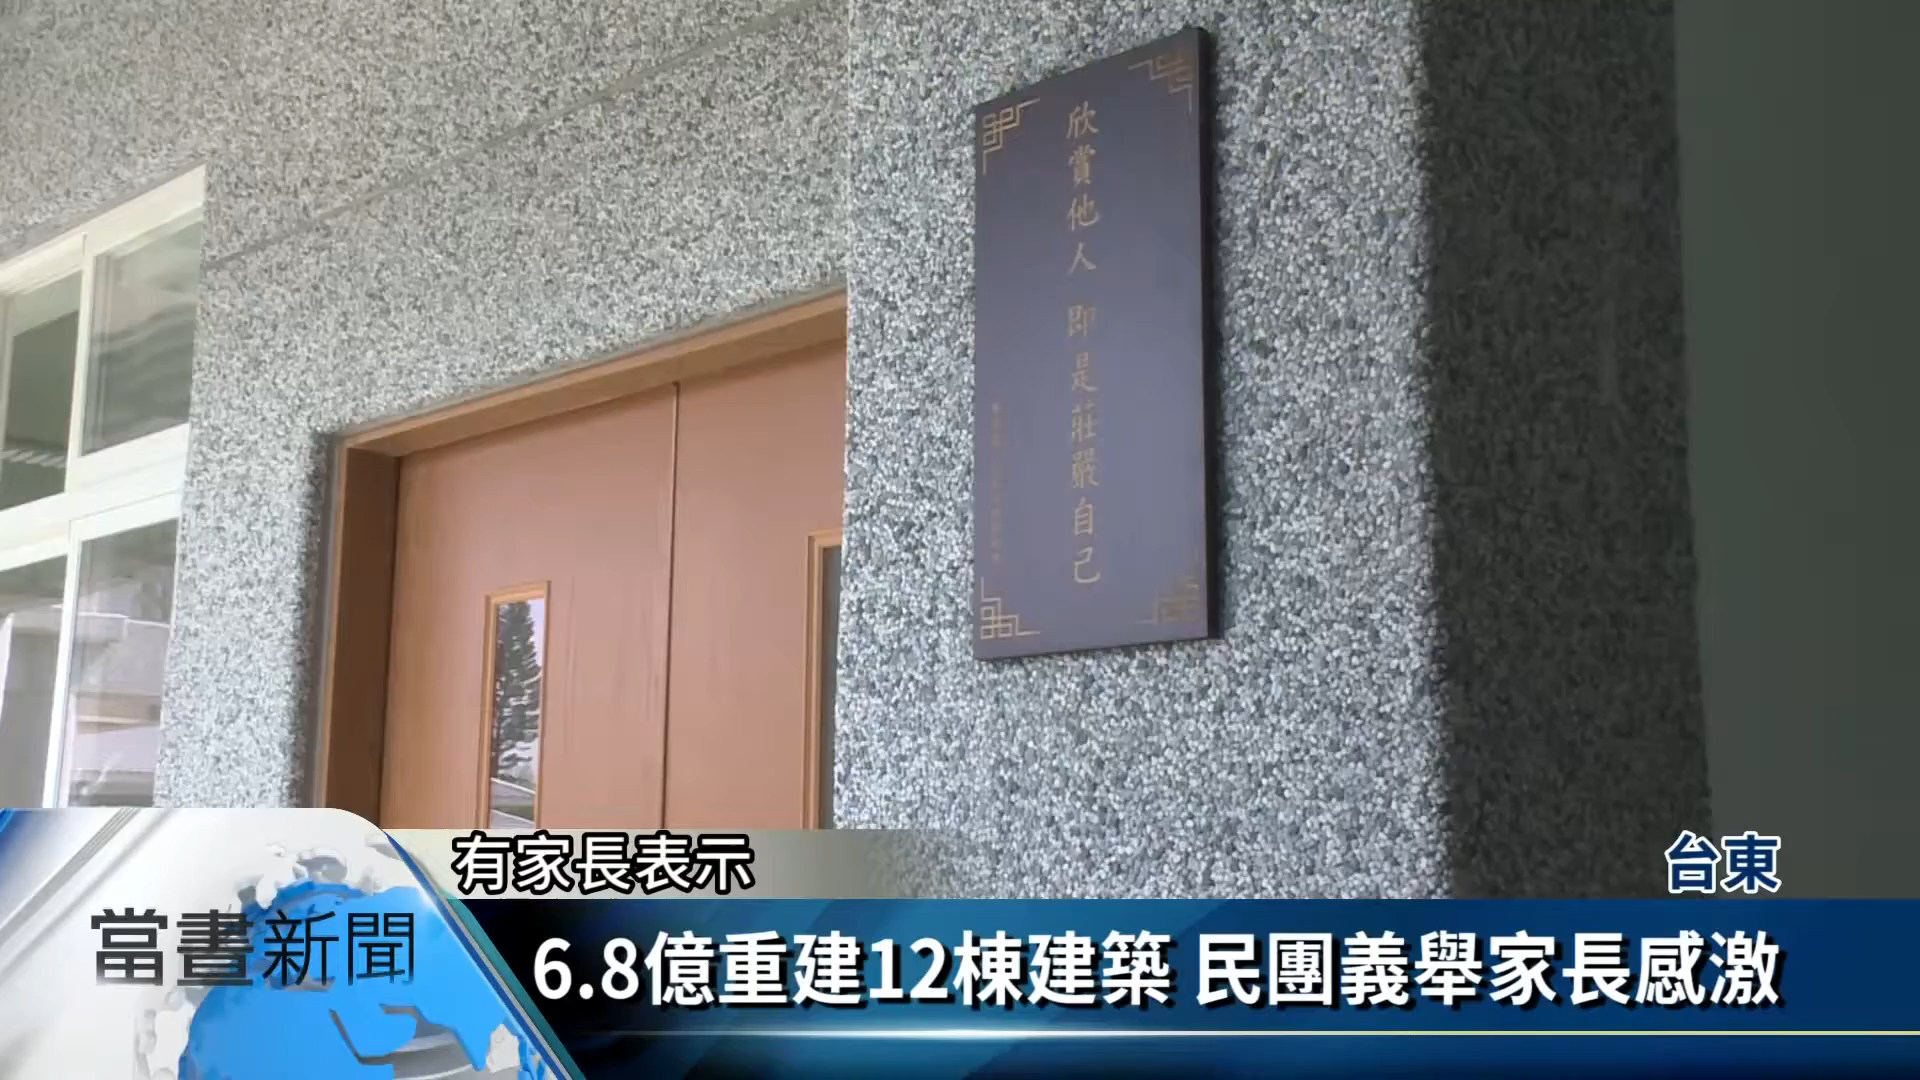 欣賞他人 即是莊嚴自己
有家長表示
台東
當晝新聞
6.8億重建12棟建築 民團義舉家長感激